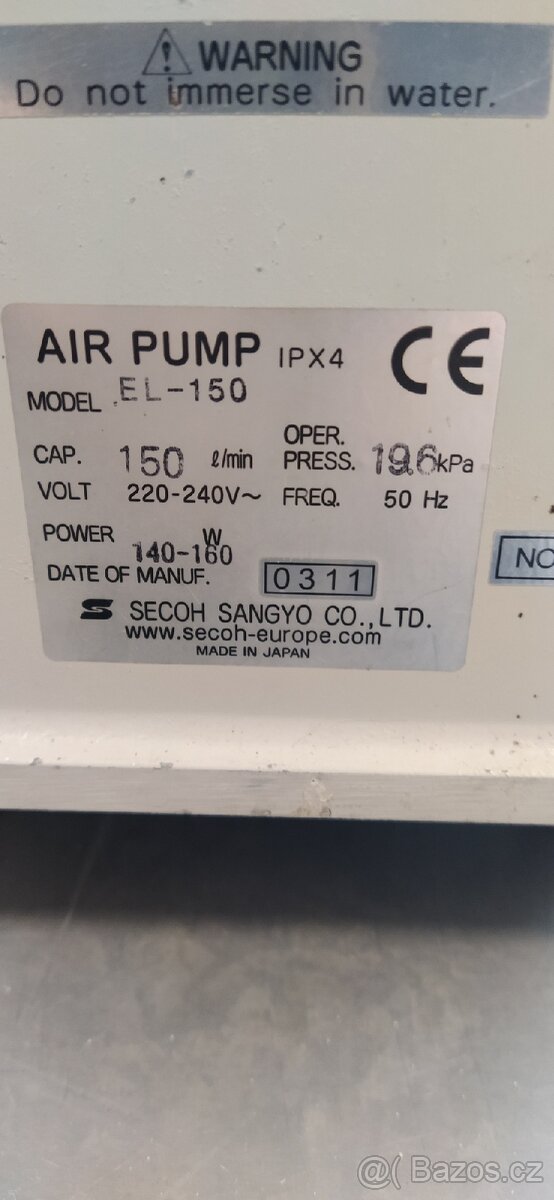 WARNING
Do not immerse in water.
AIR PUMP IPX4 CE
MODEL EL-150
CAP. 150 ℓ/min OPER. PRESS. 19.6kPa
VOLT 220-240V~ FREQ. 50 Hz
POWER 140-160 W
DATE OF MANUF. 0311
S SECOH SANGYO CO.,LTD.
www.secoh-europe.com
MADE IN JAPAN
NO
@( Bazos.cz